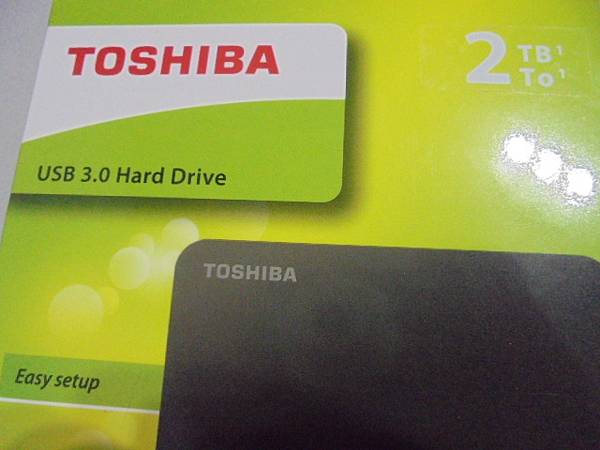 TOSHIBA
2 TB¹
To¹
USB 3.0 Hard Drive
TOSHIBA
Easy setup